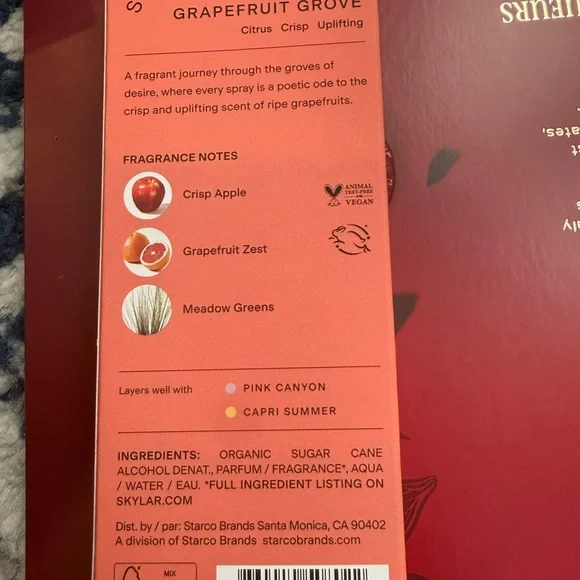 S
GRAPEFRUIT GROVE
Citrus Crisp Uplifting
A fragrant journey through the groves of
desire, where every spray is a poetic ode to the
crisp and uplifting scent of ripe grapefruits.
FRAGRANCE NOTES
Crisp Apple
Grapefruit Zest
Meadow Greens
ANIMAL
TEST-FREE
VEGAN
Layers well with
PINK CANYON
CAPRI SUMMER
INGREDIENTS: ORGANIC SUGAR CANE
ALCOHOL DENAT., PARFUM / FRAGRANCE*, AQUA
/ WATER / EAU. *FULL INGREDIENT LISTING ON
SKYLAR.COM
Dist. by / par: Starco Brands Santa Monica, CA 90402
A division of Starco Brands starcobrands.com
MIX